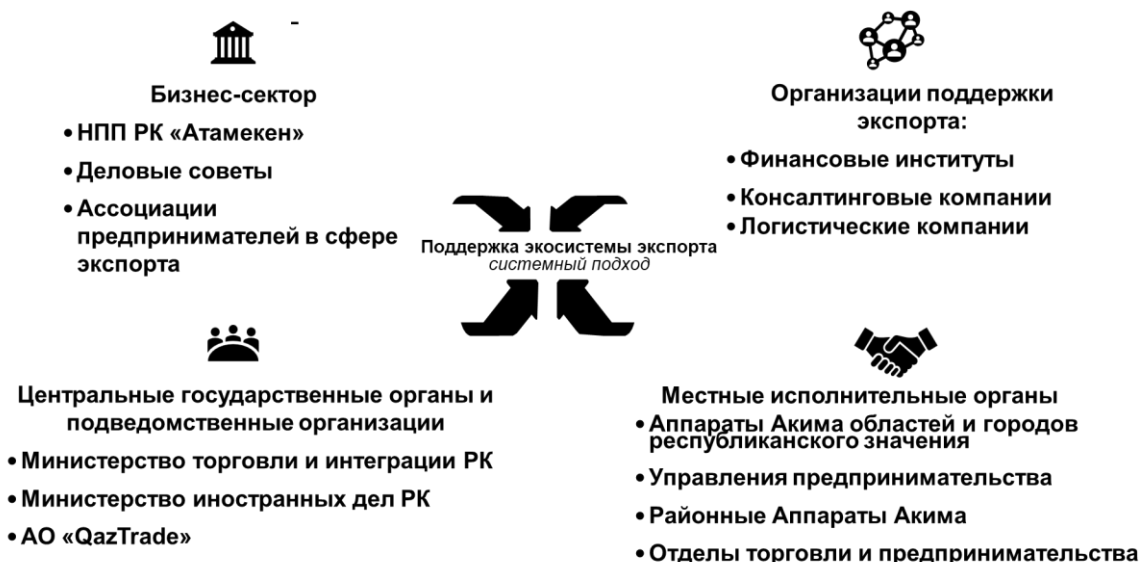 Бизнес-сектор
• НПП РК «Атамекен»
• Деловые советы
• Ассоциации
предпринимателей в сфере
экспорта
Организации поддержки
экспорта:
• Финансовые институты
• Консалтинговые компании
• Логистические компании
Поддержка экосистемы экспорта
системный подход
Центральные государственные органы и
подведомственные организации
• Министерство торговли и интеграции РК
• Министерство иностранных дел РК
• АО «QazTrade»
Местные исполнительные органы
• Аппараты Акима областей и городов
республиканского значения
• Управления предпринимательства
• Районные Аппараты Акима
• Отделы торговли и предпринимательства